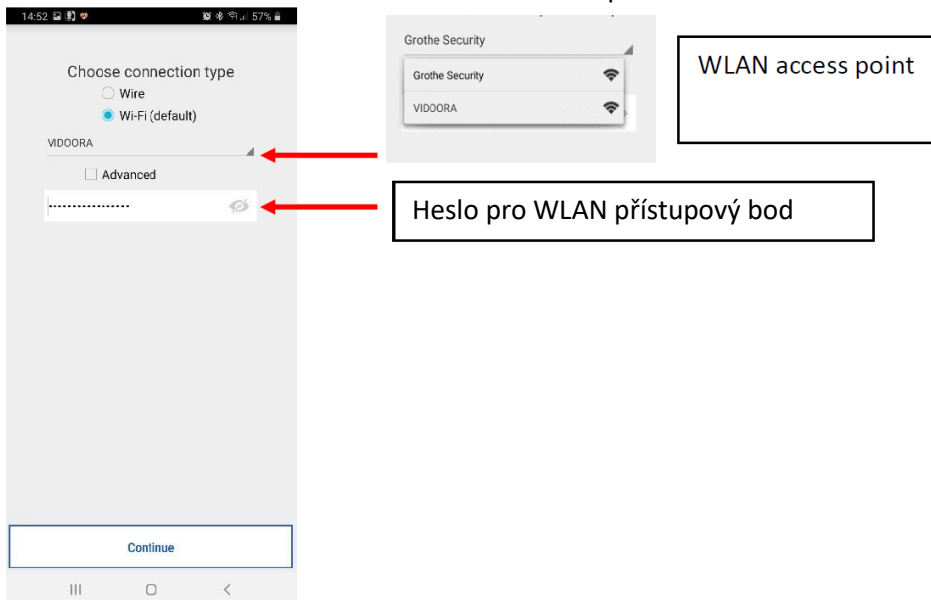 14:52
57%
Choose connection type
Wire
Wi-Fi (default)
VIDOORA
Advanced
•••••••••••••••••
Continue
Grothe Security
Grothe Security
VIDOORA
WLAN access point
Heslo pro WLAN přístupový bod